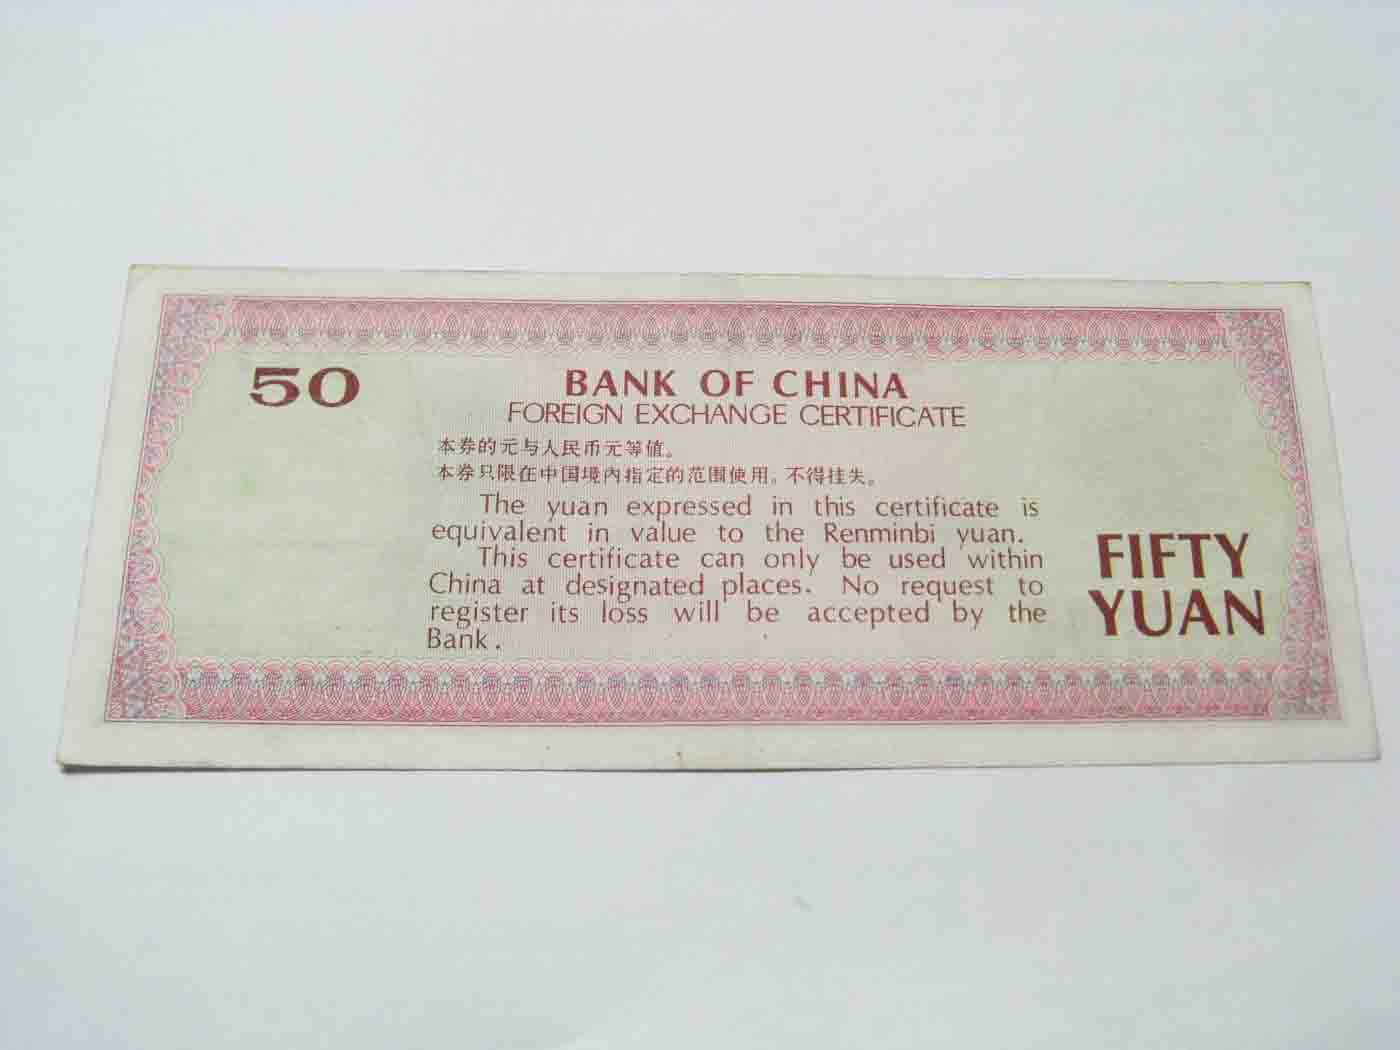 50
BANK OF CHINA
FOREIGN EXCHANGE CERTIFICATE
本券的元与人民币元等值。
本券只限在中国境内指定的范围使用。不得挂失。
The yuan expressed in this certificate is
equivalent in value to the Renminbi yuan.
This certificate can only be used within
China at designated places. No request to
register its loss will be accepted by the
Bank.
FIFTY
YUAN